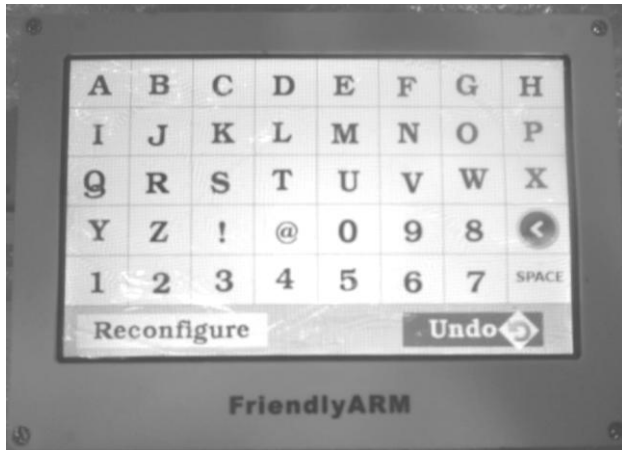 A B C D E F G H
I J K L M N O P
Q R S T U V W X
Y Z ! @ 0 9 8 <
1 2 3 4 5 6 7 SPACE
Reconfigure Undo
FriendlyARM